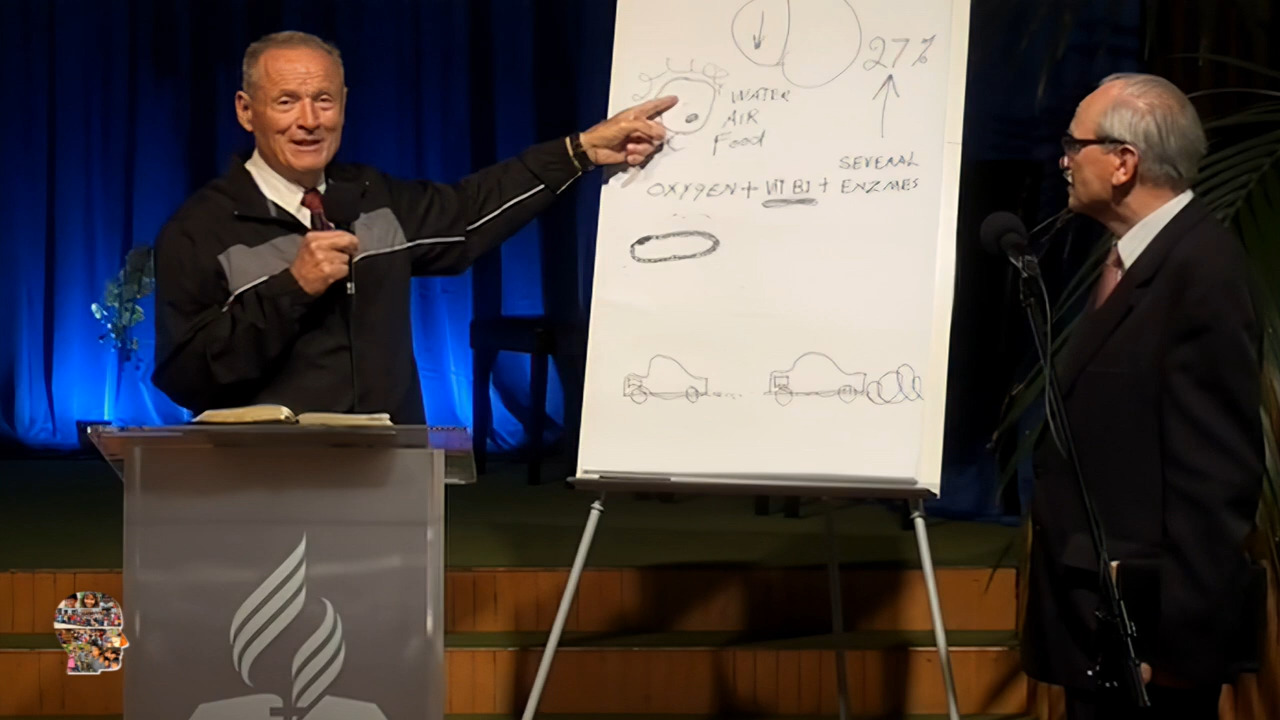 27%
WATER
AIR
Food
SEVERAL
OXYGEN + VIT B1 + ENZMES